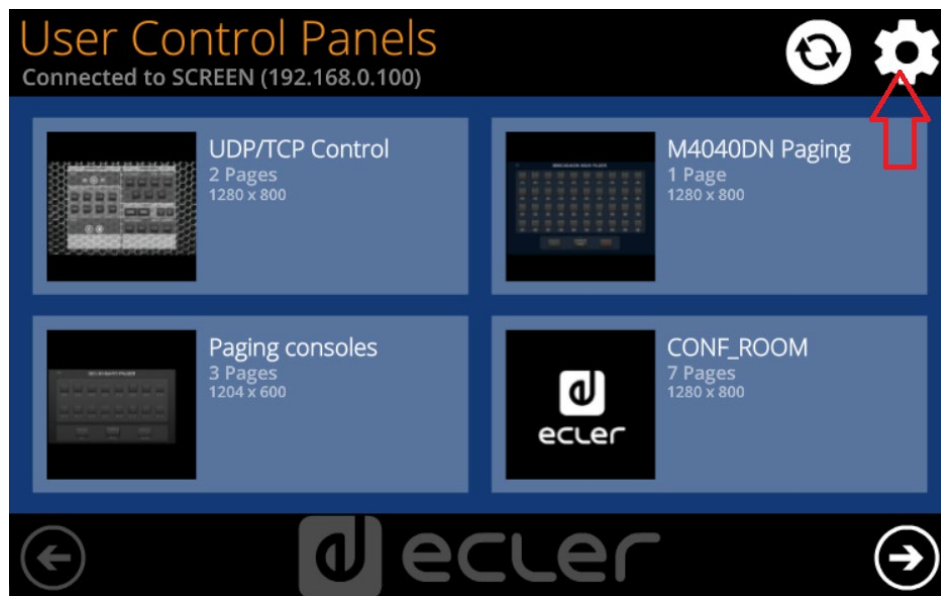 User Control Panels
Connected to SCREEN (192.168.0.100)
UDP/TCP Control
2 Pages
1280 x 800
M4040DN Paging
1 Page
1280 x 800
Paging consoles
3 Pages
1204 x 600
CONF_ROOM
7 Pages
1280 x 800
ecler
ecler